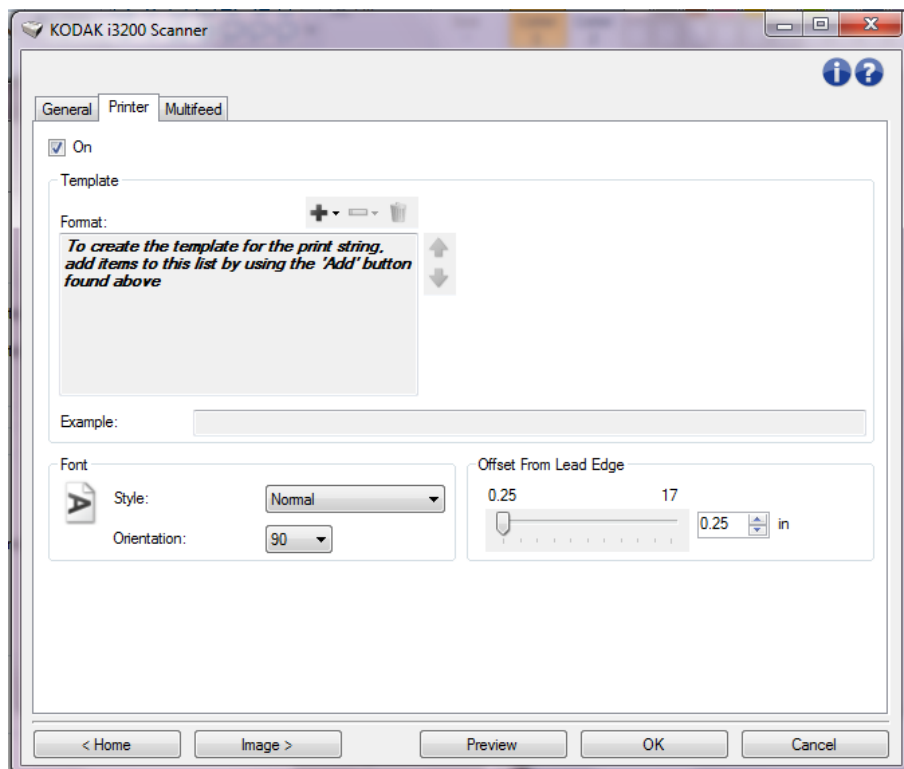 KODAK i3200 Scanner
General Printer Multifeed
On
Template
Format:
To create the template for the print string,
add items to this list by using the 'Add' button
found above
Example:
Font
Style: Normal
Orientation: 90
Offset From Lead Edge
0.25 17
0.25 in
< Home Image > Preview OK Cancel